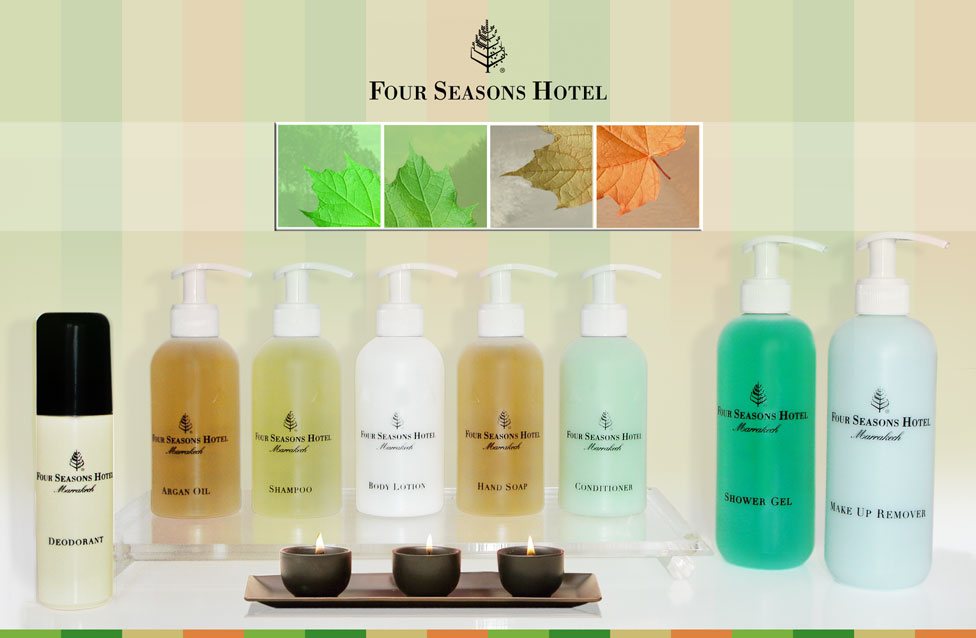 Four Seasons Hotel
Four Seasons Hotel
Marrakech
Deodorant
Four Seasons Hotel
Marrakech
Argan Oil
Four Seasons Hotel
Marrakech
Shampoo
Four Seasons Hotel
Marrakech
Body Lotion
Four Seasons Hotel
Marrakech
Hand Soap
Four Seasons Hotel
Marrakech
Conditioner
Four Seasons Hotel
Marrakech
Shower Gel
Four Seasons Hotel
Marrakech
Make Up Remover